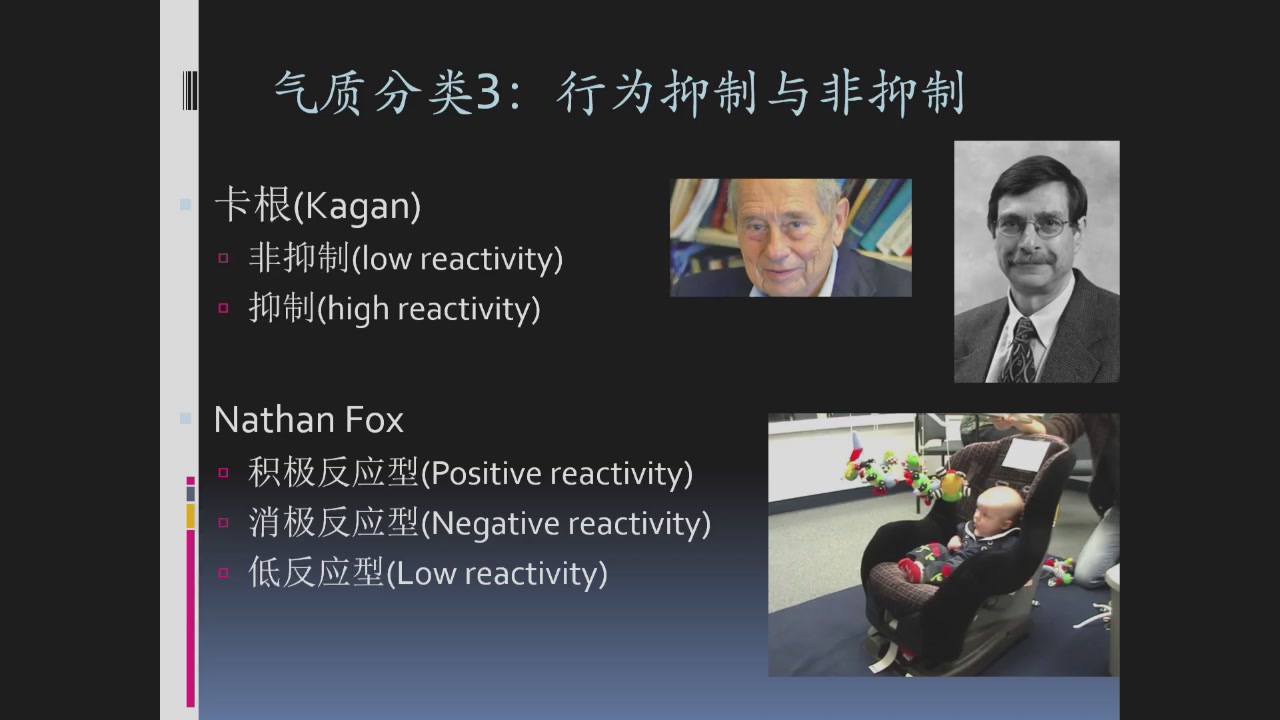 气质分类3：行为抑制与非抑制
卡根(Kagan)
非抑制(low reactivity)
抑制(high reactivity)
Nathan Fox
积极反应型(Positive reactivity)
消极反应型(Negative reactivity)
低反应型(Low reactivity)